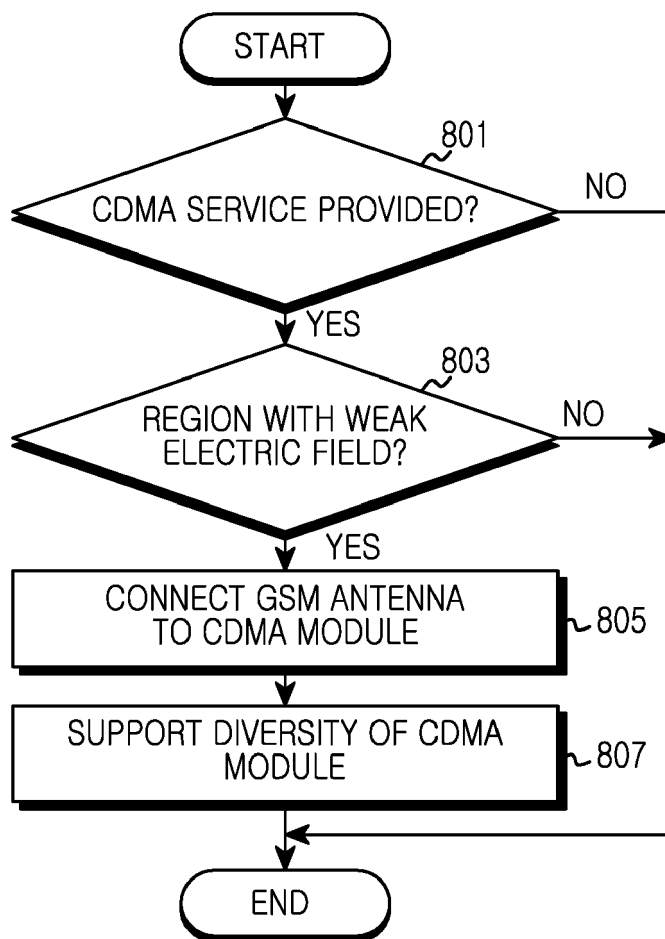 START
801
CDMA SERVICE PROVIDED?
NO
YES
803
REGION WITH WEAK
ELECTRIC FIELD?
NO
YES
CONNECT GSM ANTENNA
TO CDMA MODULE
805
SUPPORT DIVERSITY OF CDMA
MODULE
807
END